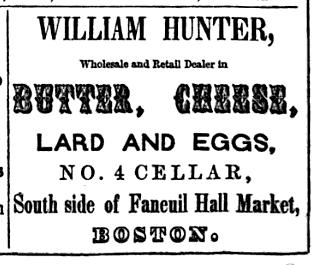 WILLIAM HUNTER,
Wholesale and Retail Dealer in
BUTTER, CHEESE,
LARD AND EGGS,
NO. 4 CELLAR,
South side of Faneuil Hall Market,
BOSTON.